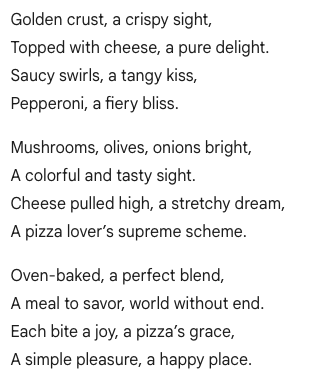 Golden crust, a crispy sight,
Topped with cheese, a pure delight.
Saucy swirls, a tangy kiss,
Pepperoni, a fiery bliss.
Mushrooms, olives, onions bright,
A colorful and tasty sight.
Cheese pulled high, a stretchy dream,
A pizza lover’s supreme scheme.
Oven-baked, a perfect blend,
A meal to savor, world without end.
Each bite a joy, a pizza’s grace,
A simple pleasure, a happy place.